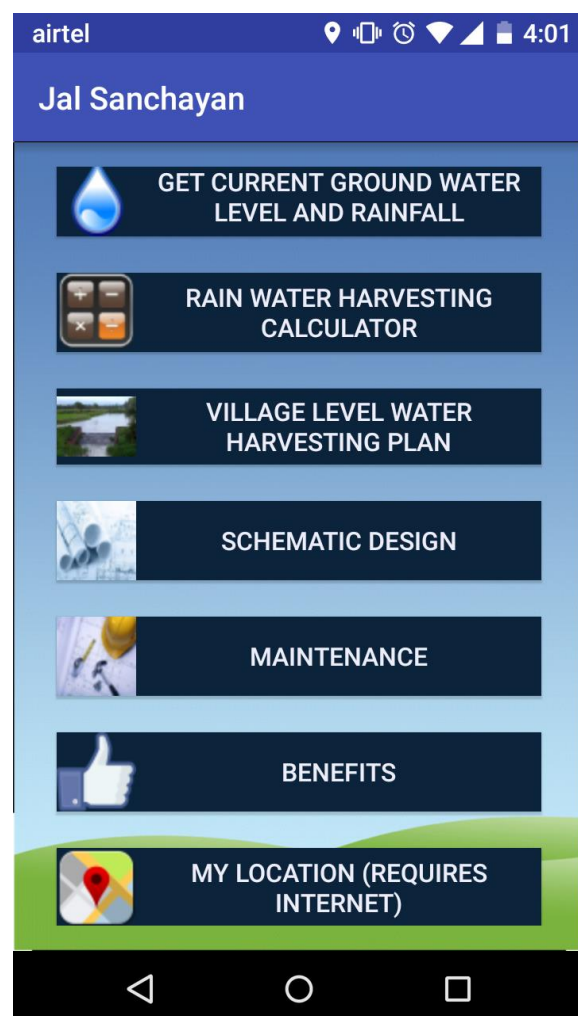 airtel 4:01
Jal Sanchayan
GET CURRENT GROUND WATER
LEVEL AND RAINFALL
RAIN WATER HARVESTING
CALCULATOR
VILLAGE LEVEL WATER
HARVESTING PLAN
SCHEMATIC DESIGN
MAINTENANCE
BENEFITS
MY LOCATION (REQUIRES
INTERNET)